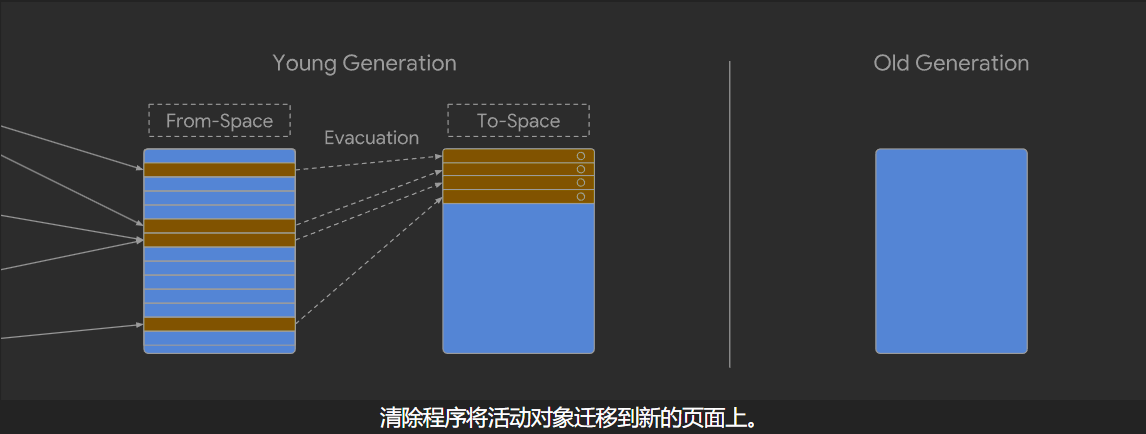 Young Generation
Old Generation
From-Space
Evacuation
To-Space
清除程序将活动对象迁移到新的页面上。